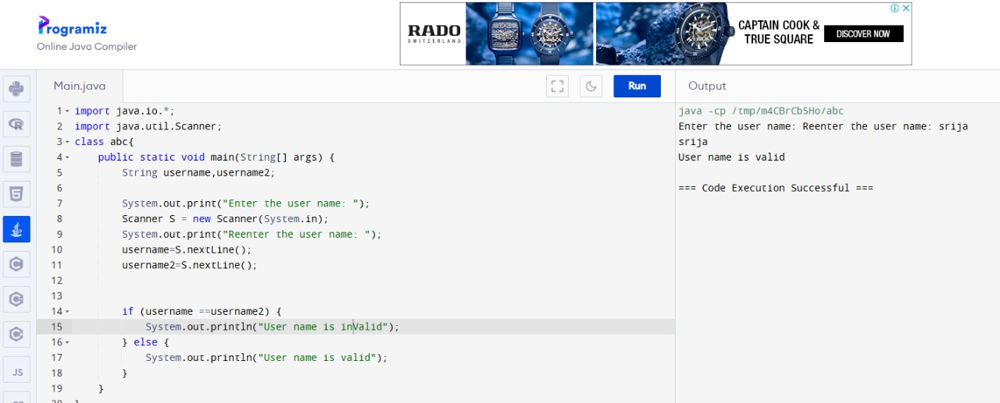 Programiz
Online Java Compiler
RADO
SWITZERLAND
CAPTAIN COOK &
TRUE SQUARE
DISCOVER NOW
Main.java
Run
Output
1 import java.io.*;
2 import java.util.Scanner;
3 class abc{
4 public static void main(String[] args) {
5 String username,username2;
6
7 System.out.print("Enter the user name: ");
8 Scanner S = new Scanner(System.in);
9 System.out.print("Reenter the user name: ");
10 username=S.nextLine();
11 username2=S.nextLine();
12
13
14 if (username ==username2) {
15 System.out.println("User name is inValid");
16 } else {
17 System.out.println("User name is valid");
18 }
19 }
20 }
JS
java -cp /tmp/m4CBrCb5Ho/abc
Enter the user name: Reenter the user name: srija
srija
User name is valid
=== Code Execution Successful ===